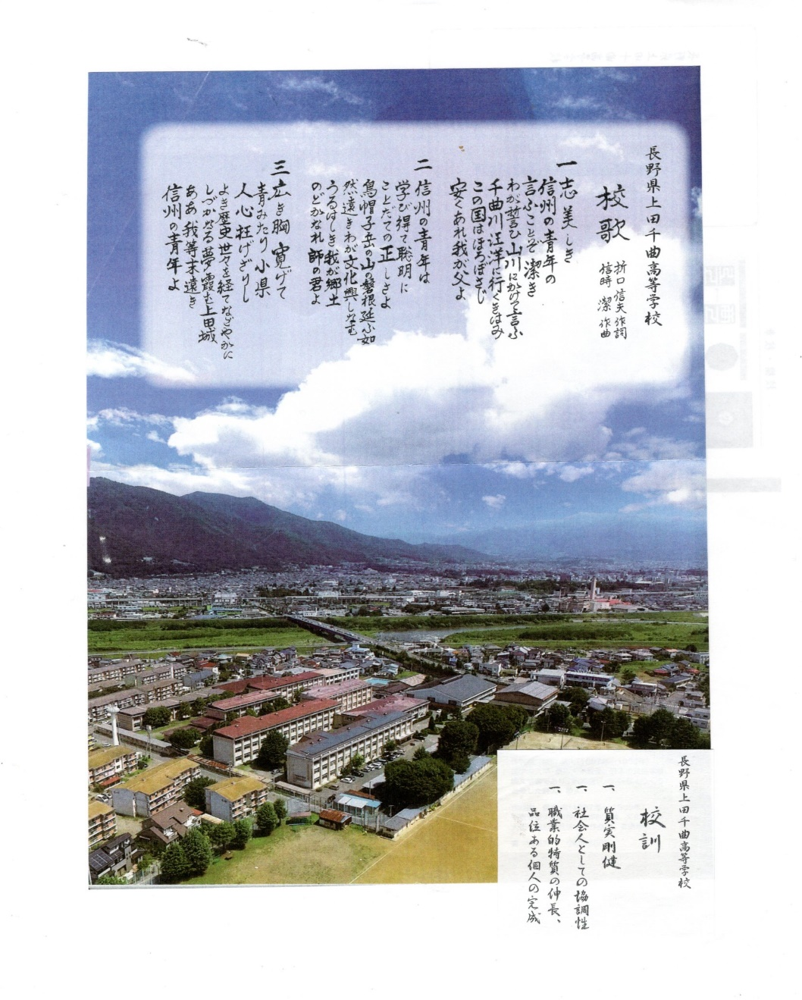 長野県上田千曲高等学校
校歌
折口信夫作詞
信時潔作曲
一 志美しき
信州の青年の
言ふことぞ潔き
わが誓ひ山川にかけて言ふ
千曲川汪洋に行くきはみ
この国はほろぼさじ
安くあれ我が父よ
二 信州の青年は
学び得て聡明に
ことだての正しさよ
烏帽子岳の山の磐根延ふ如
然遠きわが文化興しなむ
うるはしき我が郷土
のどかなれ師の君よ
三 広き胸寛げて
青みたり小県
人心枉げざりし
よき歴史世々を経てなごやかに
しづかなる夢霞む上田城
ああ我等末遠き
信州の青年よ
長野県上田千曲高等学校
校訓
一、質実剛健
一、社会人としての協調性
一、職業的特質の伸長、
品位ある個人の完成